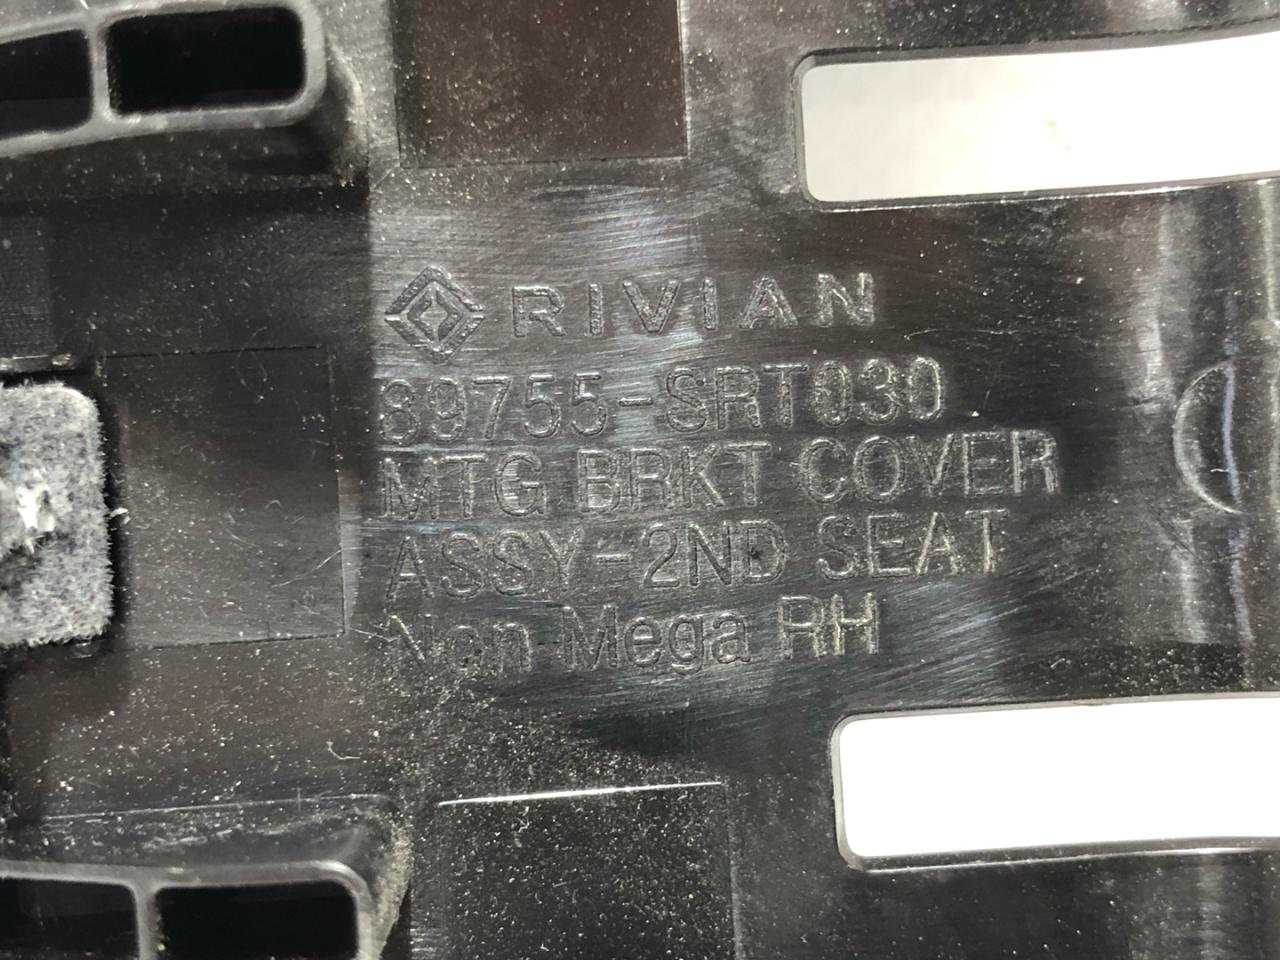 RIVIAN
89755-SRT030
MTG BRKT COVER
ASSY-2ND SEAT
Non Mega RH